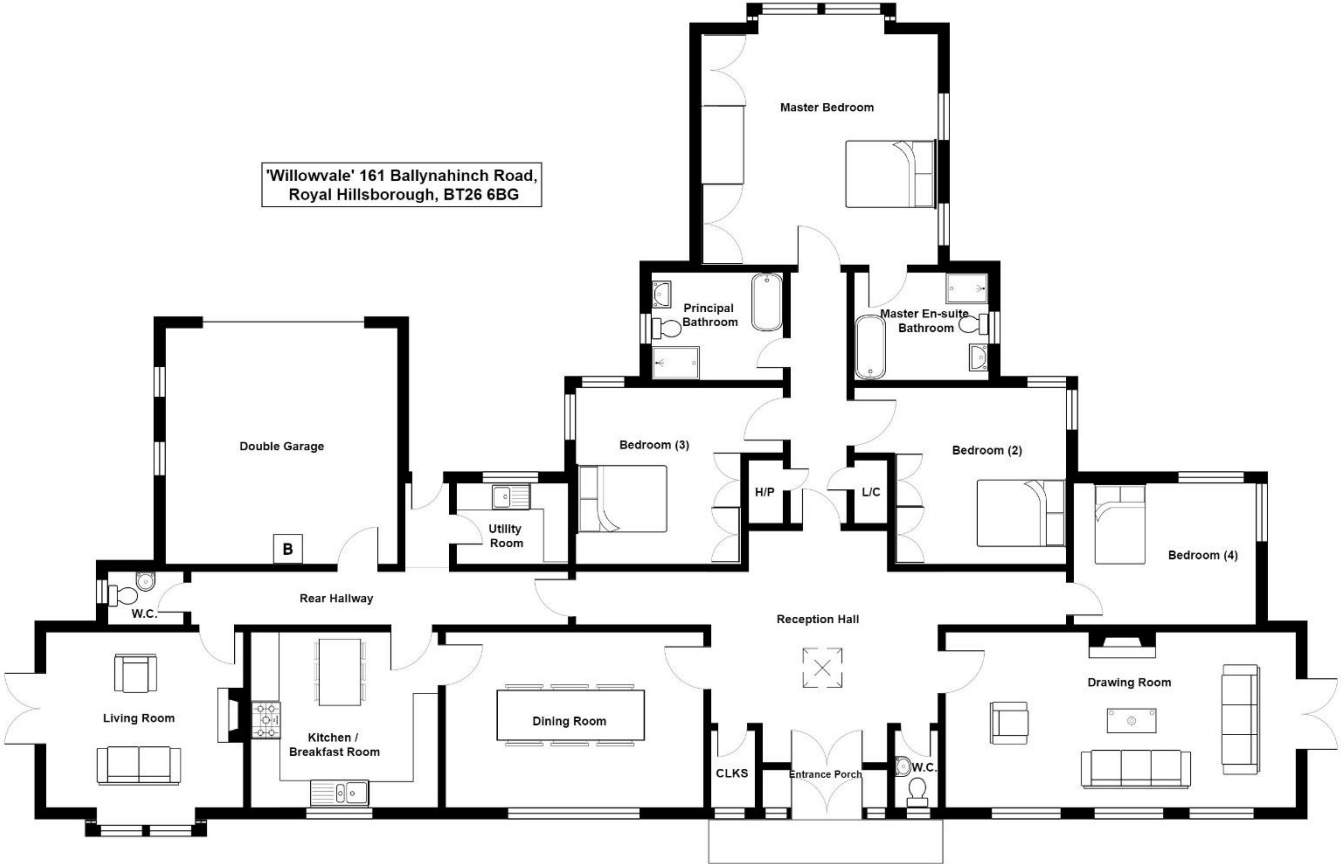 Master Bedroom
'Willowvale' 161 Ballynahinch Road,
Royal Hillsborough, BT26 6BG
Principal
Bathroom
Master En-suite
Bathroom
Double Garage
Bedroom (3)
Bedroom (2)
H/P
L/C
Utility
Room
B
Bedroom (4)
Rear Hallway
W.C.
Reception Hall
Living Room
Kitchen /
Breakfast Room
Dining Room
Drawing Room
CLKS
Entrance Porch
W.C.